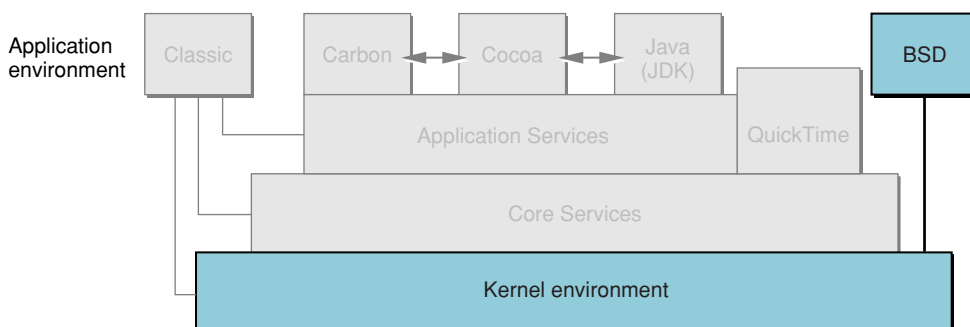 Application
environment
Classic
Carbon
Cocoa
Java
(JDK)
BSD
Application Services
QuickTime
Core Services
Kernel environment